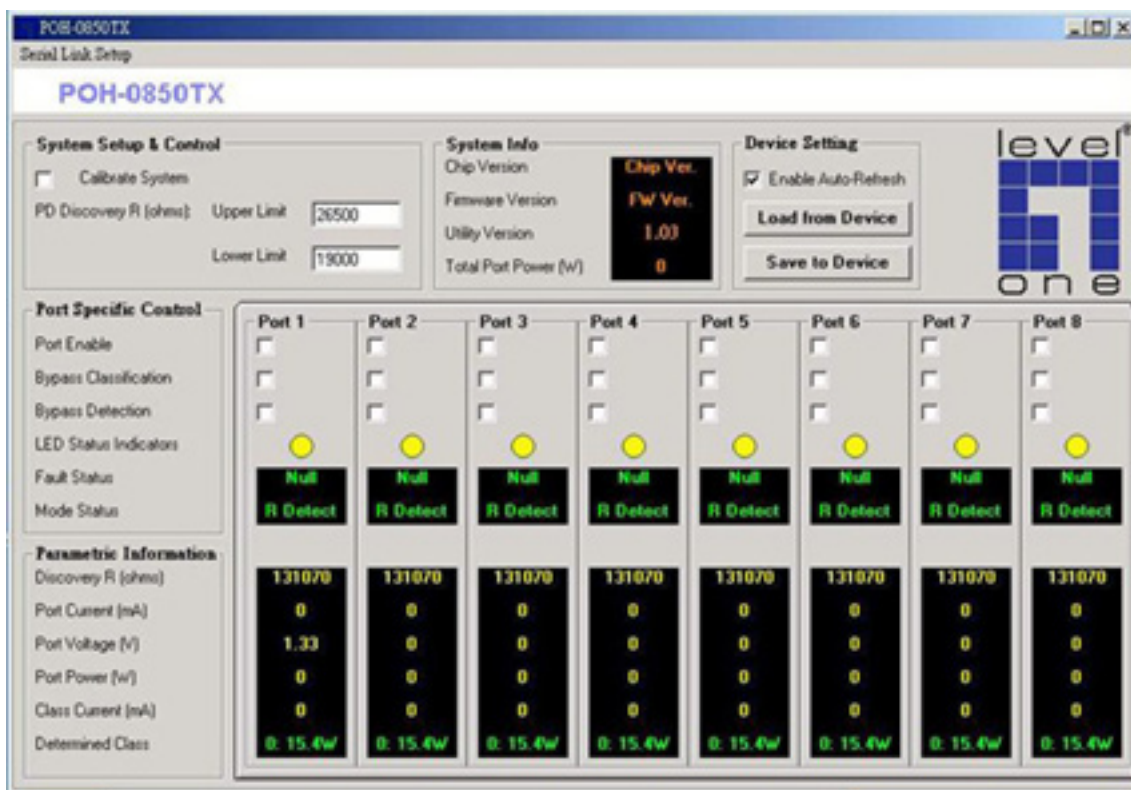 POH-0850TX
Serial Link Setup
POH-0850TX
System Setup & Control
Calibrate System
PD Discovery R (ohms): Upper Limit 26500
Lower Limit 19000
System Info
Chip Version Chip Ver.
Firmware Version FW Ver.
Utility Version 1.03
Total Port Power (W) 0
Device Setting
Enable Auto-Refresh
Load from Device
Save to Device
level®
one
Port Specific Control Port 1 Port 2 Port 3 Port 4 Port 5 Port 6 Port 7 Port 8
Port Enable
Bypass Classification
Bypass Detection
LED Status Indicators
Fault Status Null Null Null Null Null Null Null Null
Mode Status R Detect R Detect R Detect R Detect R Detect R Detect R Detect R Detect
Parametric Information
Discovery R (ohms) 131070 131070 131070 131070 131070 131070 131070 131070
Port Current (mA) 0 0 0 0 0 0 0 0
Port Voltage (V) 1.33 0 0 0 0 0 0 0
Port Power (W) 0 0 0 0 0 0 0 0
Class Current (mA) 0 0 0 0 0 0 0 0
Determined Class 0: 15.4W 0: 15.4W 0: 15.4W 0: 15.4W 0: 15.4W 0: 15.4W 0: 15.4W 0: 15.4W